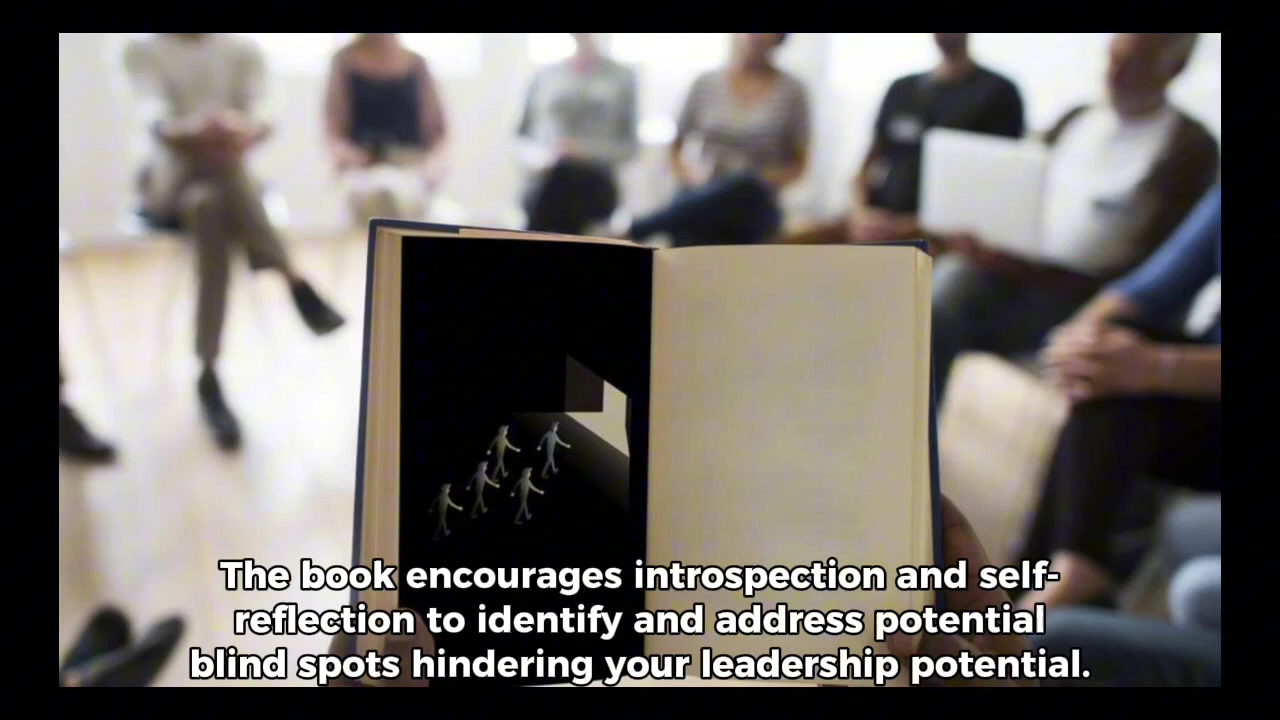 The book encourages introspection and self-
reflection to identify and address potential
blind spots hindering your leadership potential.